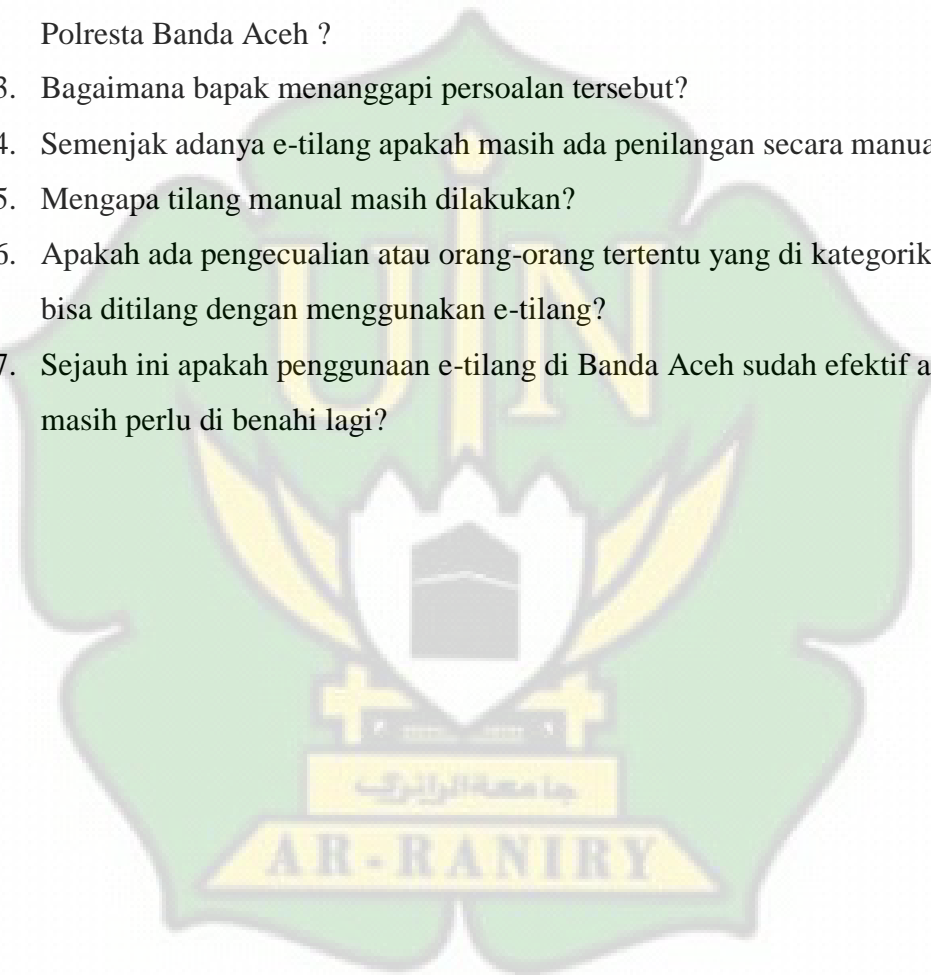 Polresta Banda Aceh ?
3. Bagaimana bapak menanggapi persoalan tersebut?
4. Semenjak adanya e-tilang apakah masih ada penilangan secara manua
5. Mengapa tilang manual masih dilakukan?
6. Apakah ada pengecualian atau orang-orang tertentu yang di kategorik
bisa ditilang dengan menggunakan e-tilang?
7. Sejauh ini apakah penggunaan e-tilang di Banda Aceh sudah efektif a
masih perlu di benahi lagi?
UIN
جامعة الرانري
AR-RANIRY